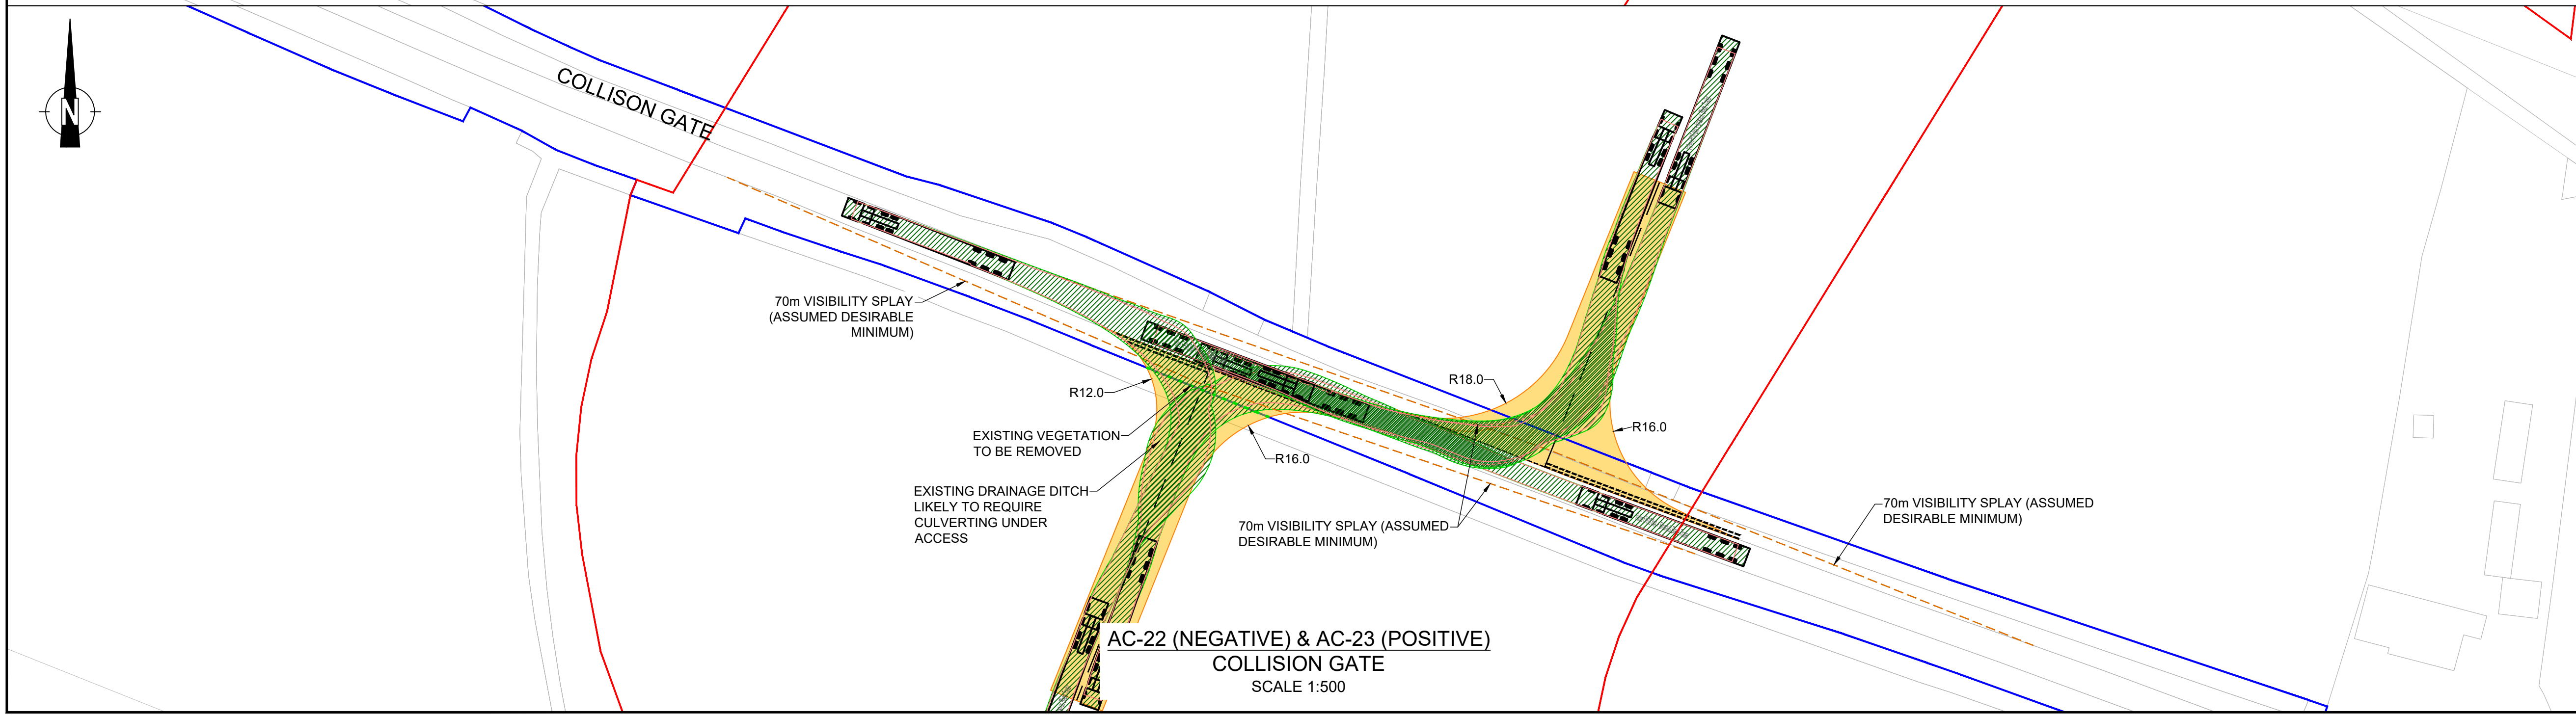 N
COLLISON GATE
70m VISIBILITY SPLAY
(ASSUMED DESIRABLE
MINIMUM)
R12.0
EXISTING VEGETATION
TO BE REMOVED
EXISTING DRAINAGE DITCH
LIKELY TO REQUIRE
CULVERTING UNDER
ACCESS
R16.0
R18.0
R16.0
70m VISIBILITY SPLAY (ASSUMED
DESIRABLE MINIMUM)
70m VISIBILITY SPLAY (ASSUMED
DESIRABLE MINIMUM)
AC-22 (NEGATIVE) & AC-23 (POSITIVE)
COLLISION GATE
SCALE 1:500